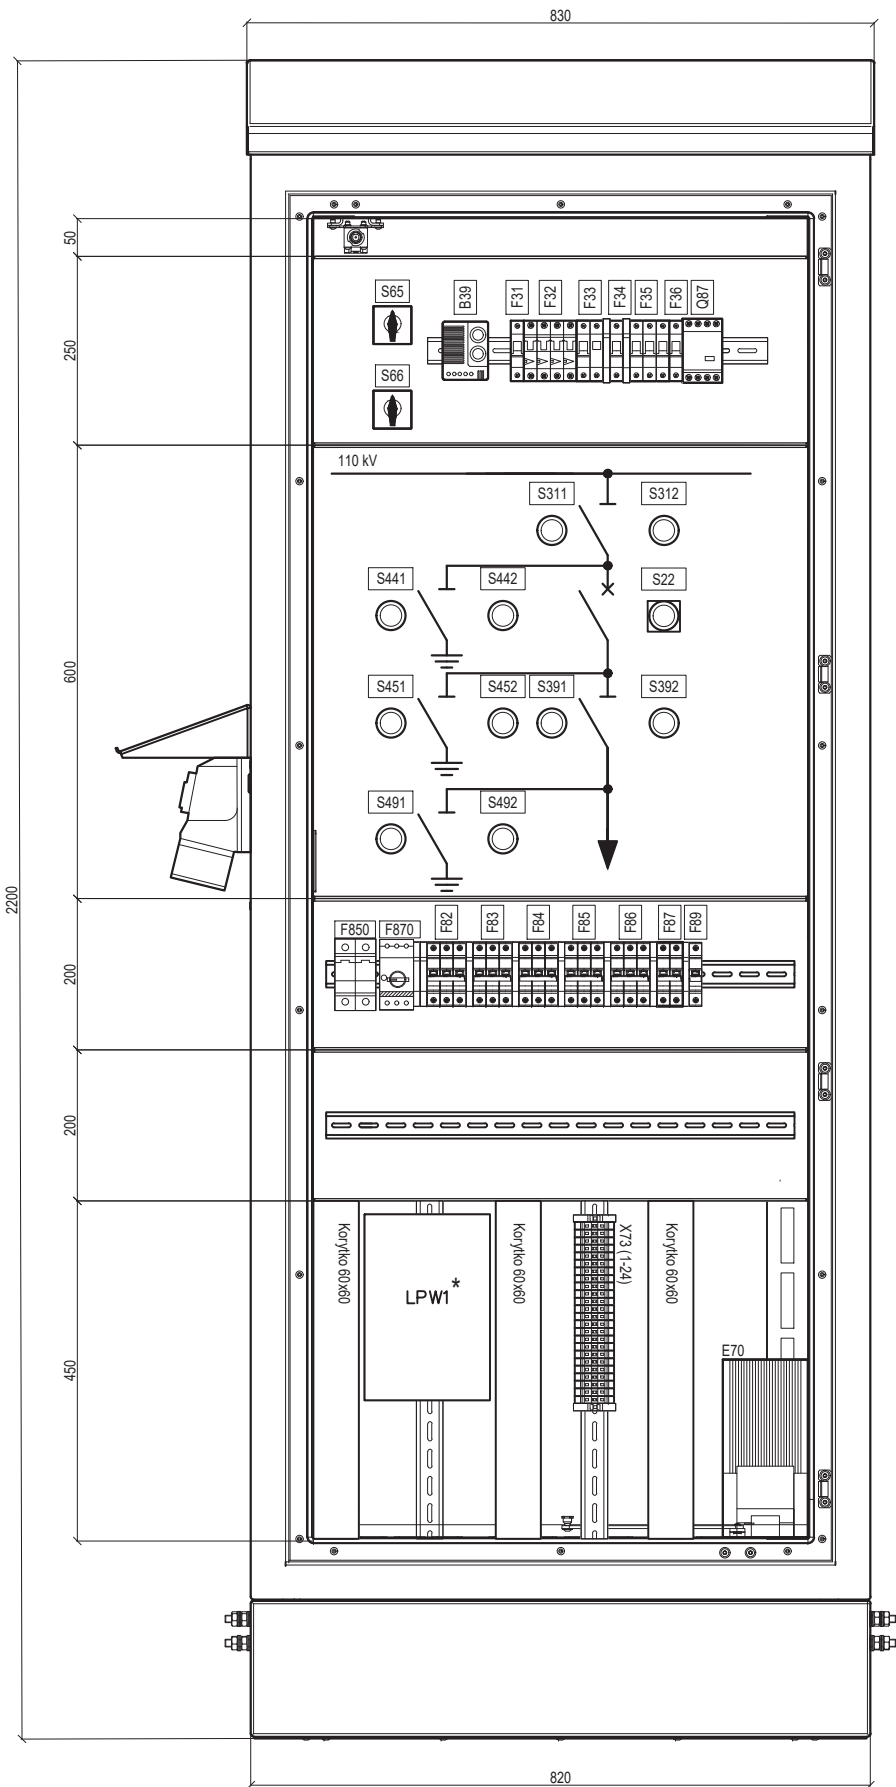 830
2200
50
S65
B39
F31
F32
F33
F34
F35
F36
Q87
250
S66
110 kV
S311
S312
S441
S442
S22
600
S451
S452
S391
S392
S491
S492
F850
F870
F82
F83
F84
F85
F86
F87
F89
200
200
Korytko 60x60
LPW1*
Korytko 60x60
X73 (1-24)
Korytko 60x60
450
E70
820